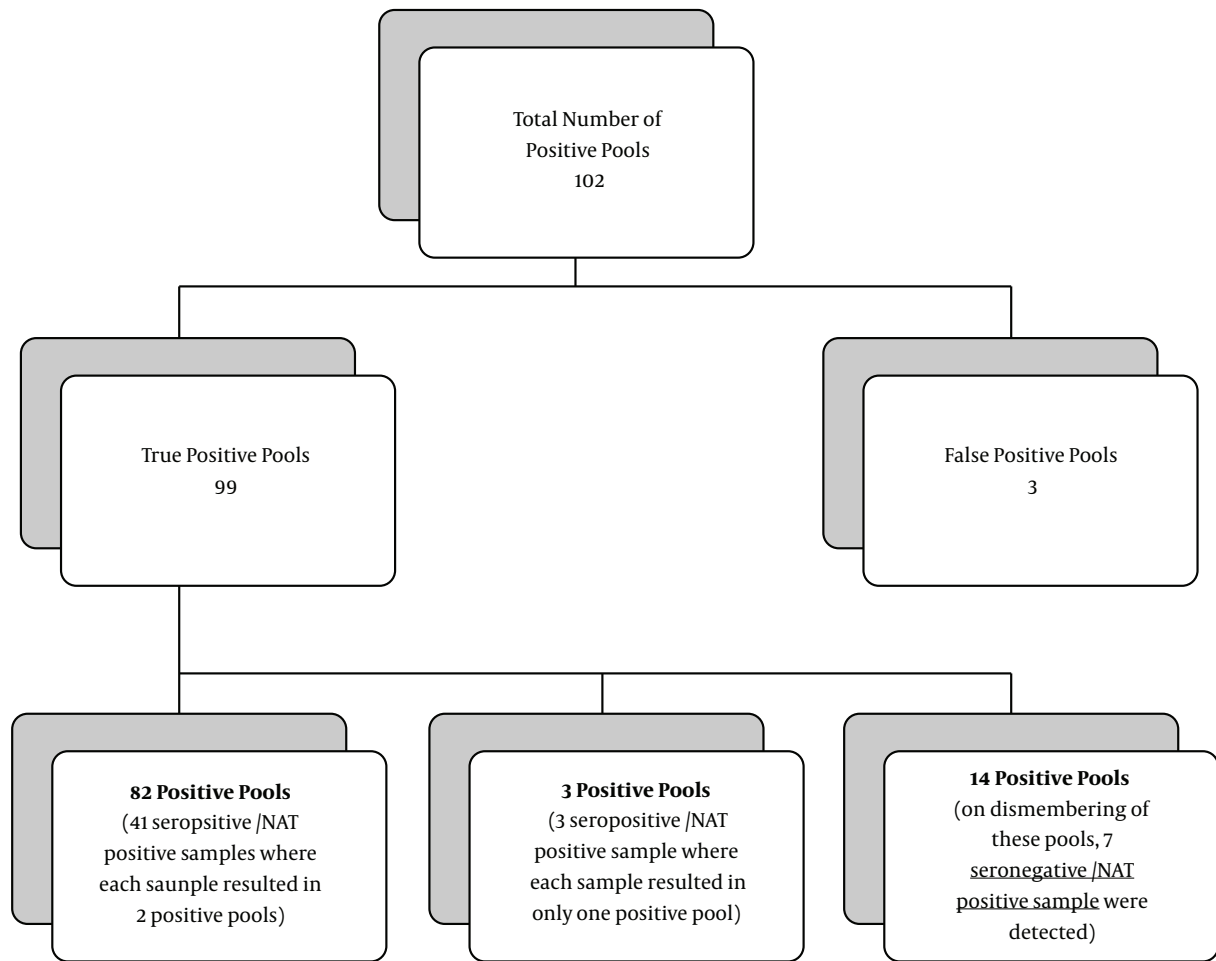 Total Number of
Positive Pools
102
True Positive Pools
99
False Positive Pools
3
82 Positive Pools
(41 seropsitive /NAT
positive samples where
each saunple resulted in
2 positive pools)
3 Positive Pools
(3 seropositive /NAT
positive sample where
each sample resulted in
only one positive pool)
14 Positive Pools
(on dismembering of
these pools, 7
seronegative /NAT
positive sample were
detected)